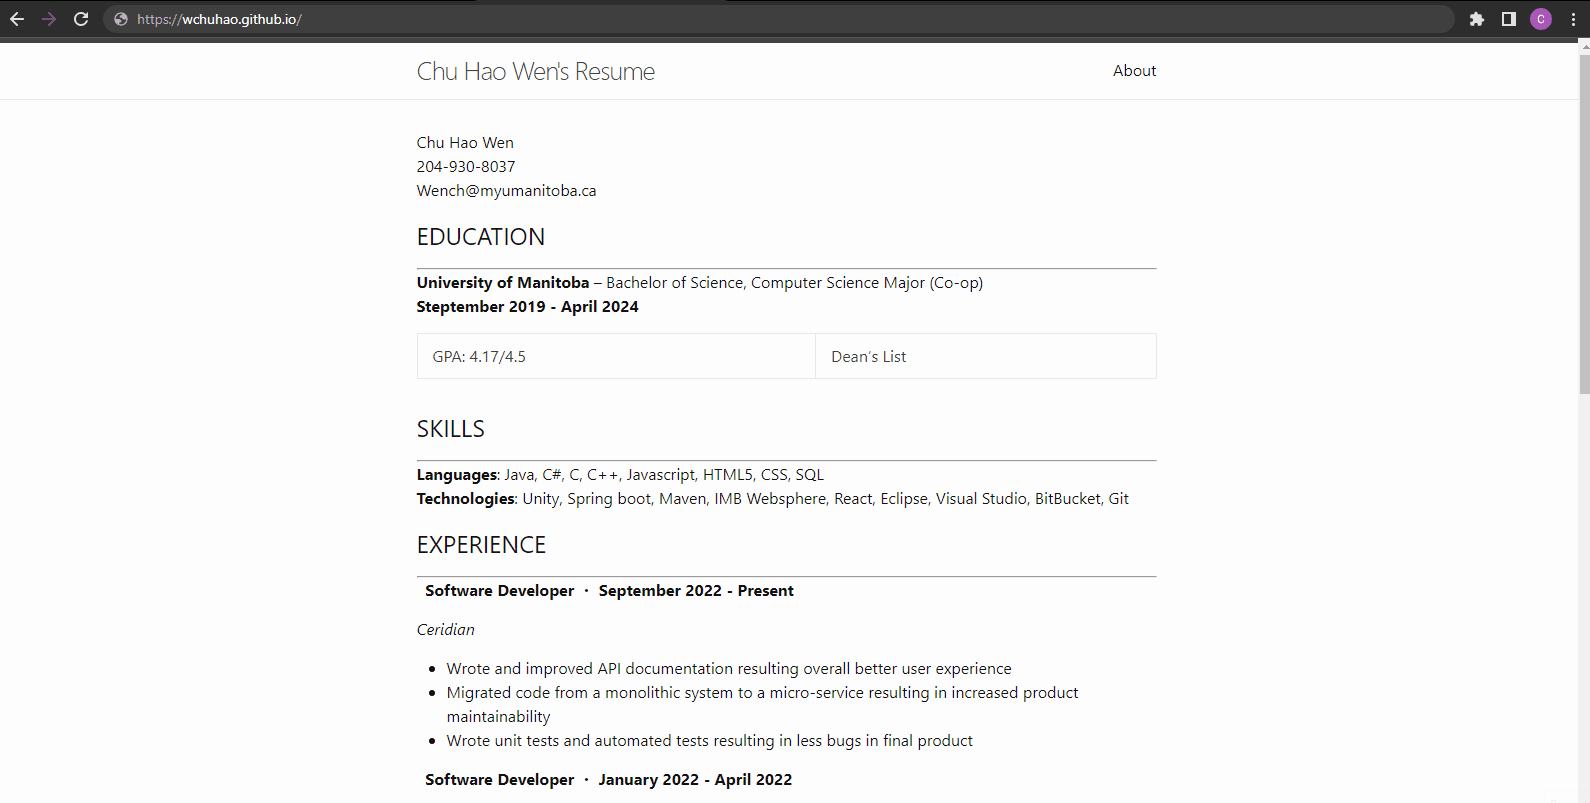 https://wchuhao.github.io/
C
Chu Hao Wen's Resume
About
Chu Hao Wen
204-930-8037
Wench@myumanitoba.ca
EDUCATION
University of Manitoba – Bachelor of Science, Computer Science Major (Co-op)
Steptember 2019 - April 2024
GPA: 4.17/4.5
Dean's List
SKILLS
Languages: Java, C#, C, C++, Javascript, HTML5, CSS, SQL
Technologies: Unity, Spring boot, Maven, IMB Websphere, React, Eclipse, Visual Studio, BitBucket, Git
EXPERIENCE
Software Developer · September 2022 - Present
Ceridian
• Wrote and improved API documentation resulting overall better user experience
• Migrated code from a monolithic system to a micro-service resulting in increased product
maintainability
• Wrote unit tests and automated tests resulting in less bugs in final product
Software Developer · January 2022 - April 2022